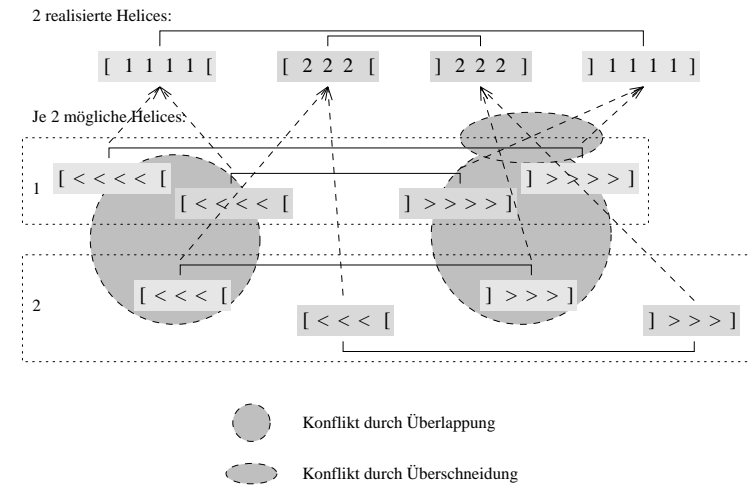 2 realisierte Helices:
[ 1 1 1 1 [ [ 2 2 2 [ ] 2 2 2 ] ] 1 1 1 1 ]
Je 2 mögliche Helices:
1
[ < < < < [ ] > > > > ]
[ < < < < [ ] > > > > ]
2
[ < < < [ ] > > > ]
[ < < < [ ] > > > ]
Konflikt durch Überlappung
Konflikt durch Überschneidung